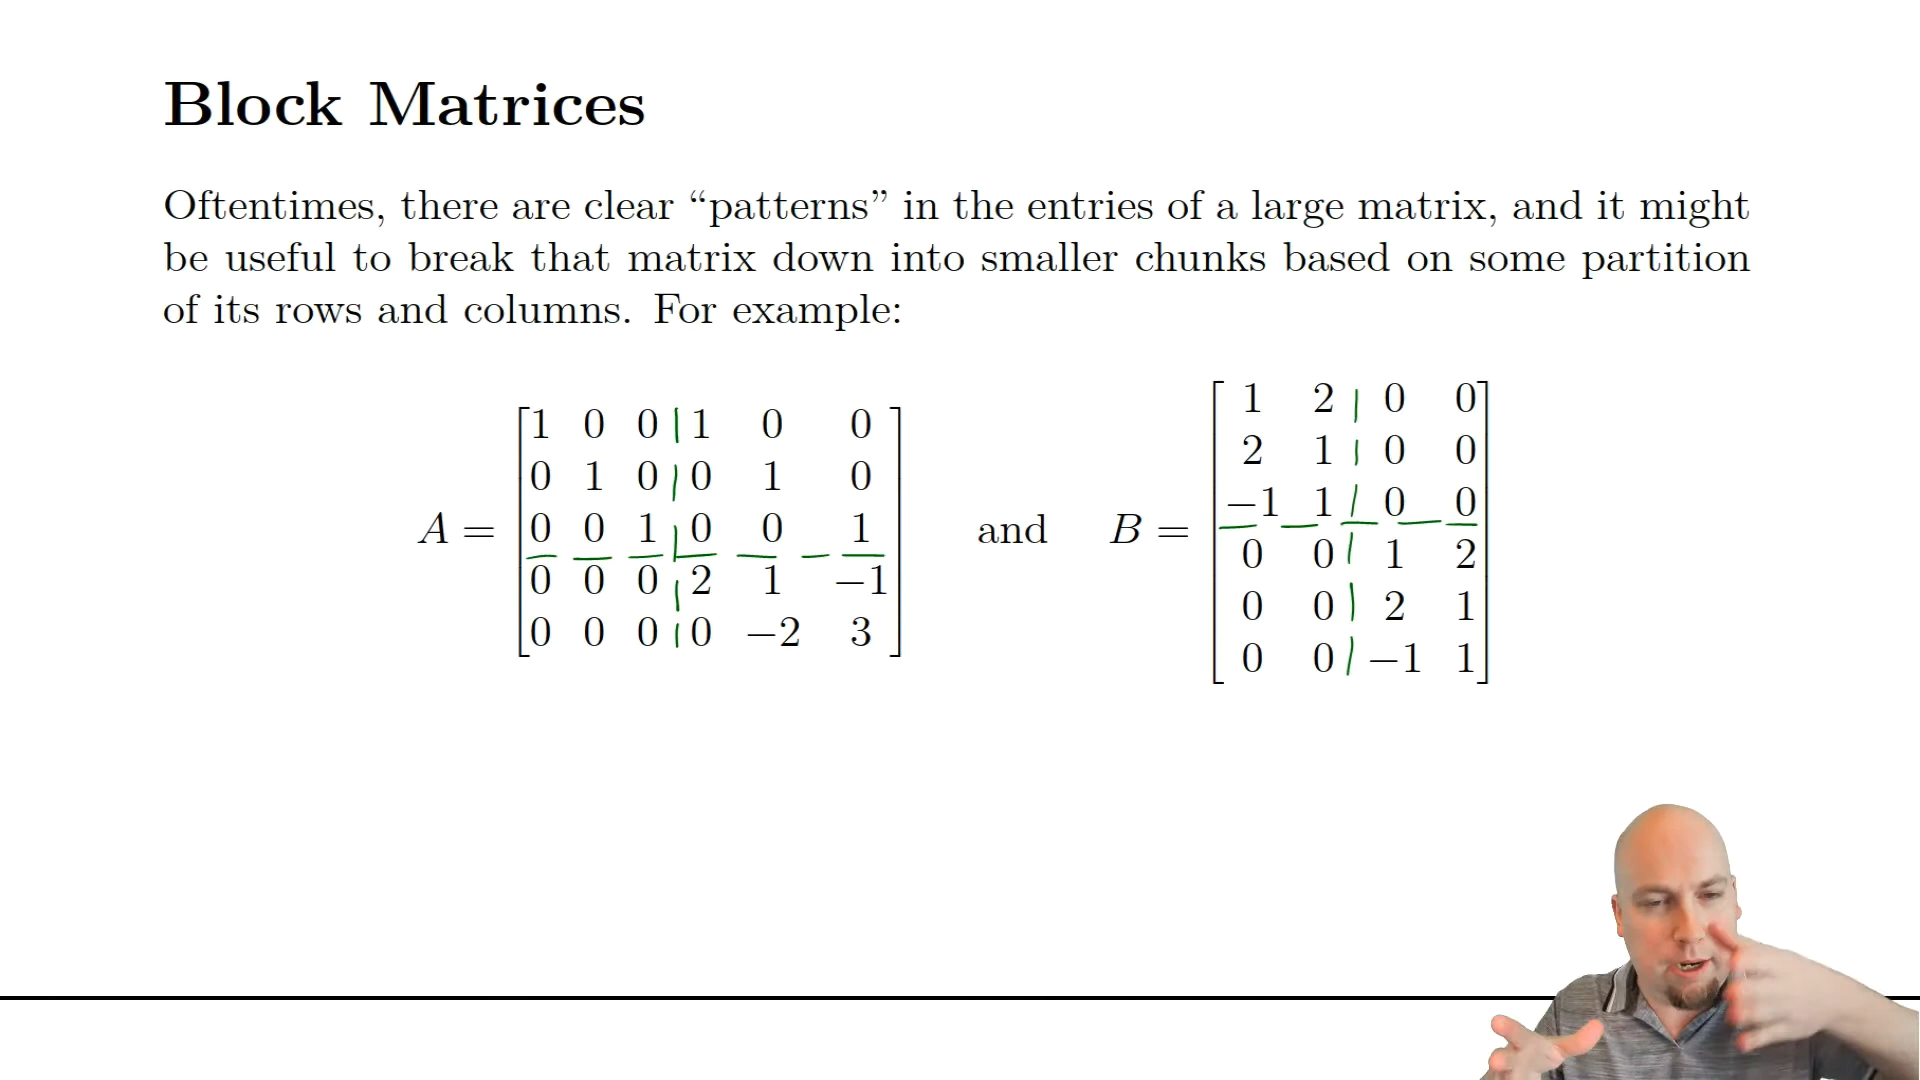 Block Matrices
Oftentimes, there are clear “patterns” in the entries of a large matrix, and it might
be useful to break that matrix down into smaller chunks based on some partition
of its rows and columns. For example:
A = [1 0 0 | 1 0 0
0 1 0 | 0 1 0
0 0 1 | 0 0 1
0 0 0 | 2 1 −1
0 0 0 | 0 −2 3]
and
B = [1 2 | 0 0
2 1 | 0 0
−1 1 | 0 0
0 0 | 1 2
0 0 | 2 1
0 0 | −1 1]